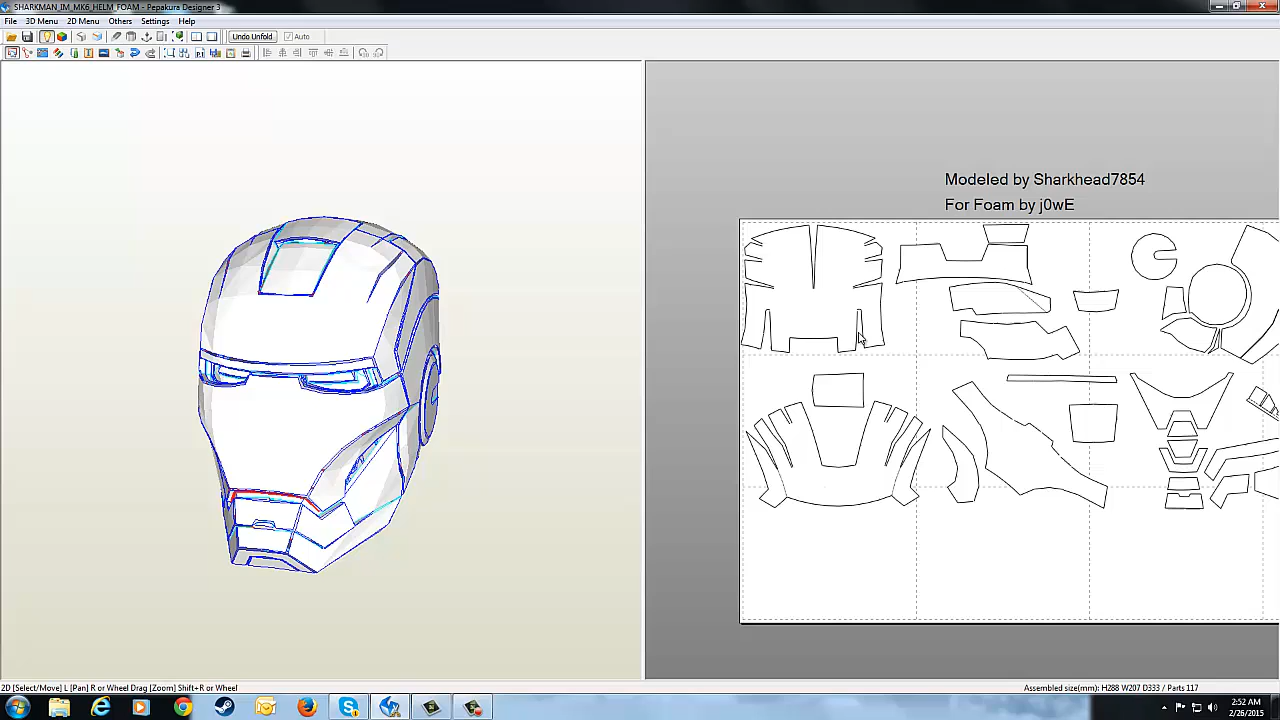 SHARKMAN_IM_MK6_HELM_FOAM - Pepakura Designer 3
File 3D Menu 2D Menu Others Settings Help
Undo Unfold Auto
Modeled by Sharkhead7854
For Foam by j0wE
2D [Select/Move] L [Pan] R or Wheel Drag [Zoom] Shift+R or Wheel
Assembled size(mm): H288 W207 D333 / Parts 117
2:52 AM
2/26/2015